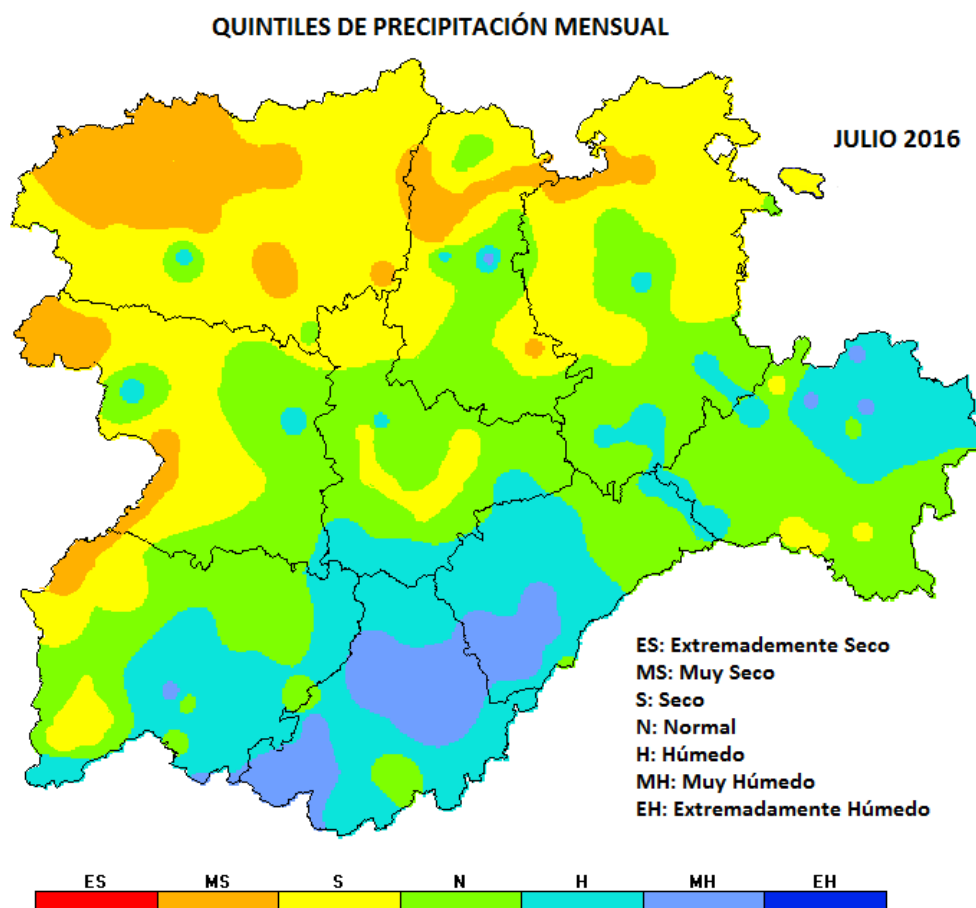 QUINTILES DE PRECIPITACIÓN MENSUAL
JULIO 2016
ES: Extremademente Seco
MS: Muy Seco
S: Seco
N: Normal
H: Húmedo
MH: Muy Húmedo
EH: Extremadamente Húmedo
ES MS S N H MH EH